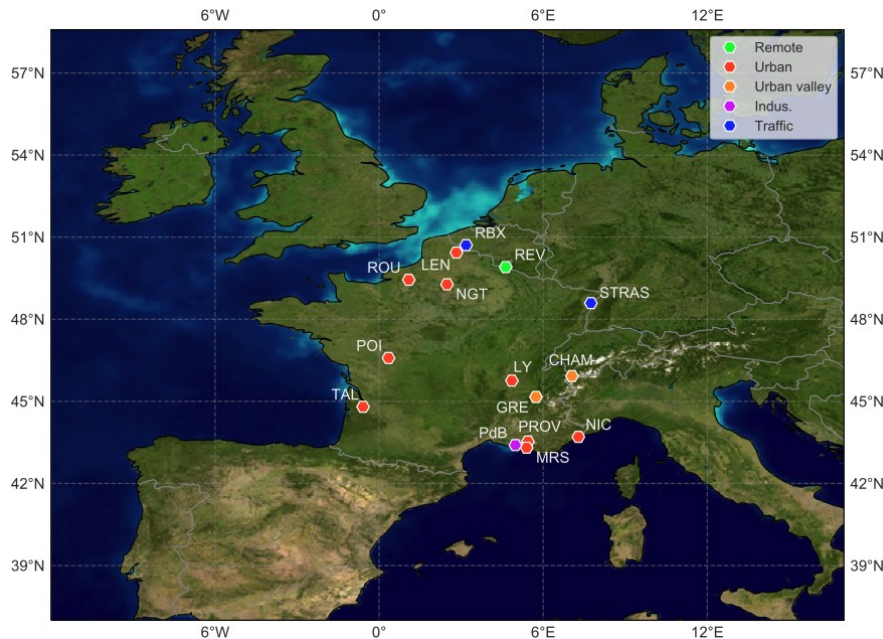 6°W 0° 6°E 12°E
Remote
Urban
Urban valley
Indus.
Traffic
57°N 57°N
54°N 54°N
51°N 51°N
RBX
LEN
REV
ROU
NGT
STRAS
48°N 48°N
POI
LY
CHAM
TAL
45°N 45°N
GRE
PdB
PROV
NIC
MRS
42°N 42°N
39°N 39°N
6°W 0° 6°E 12°E